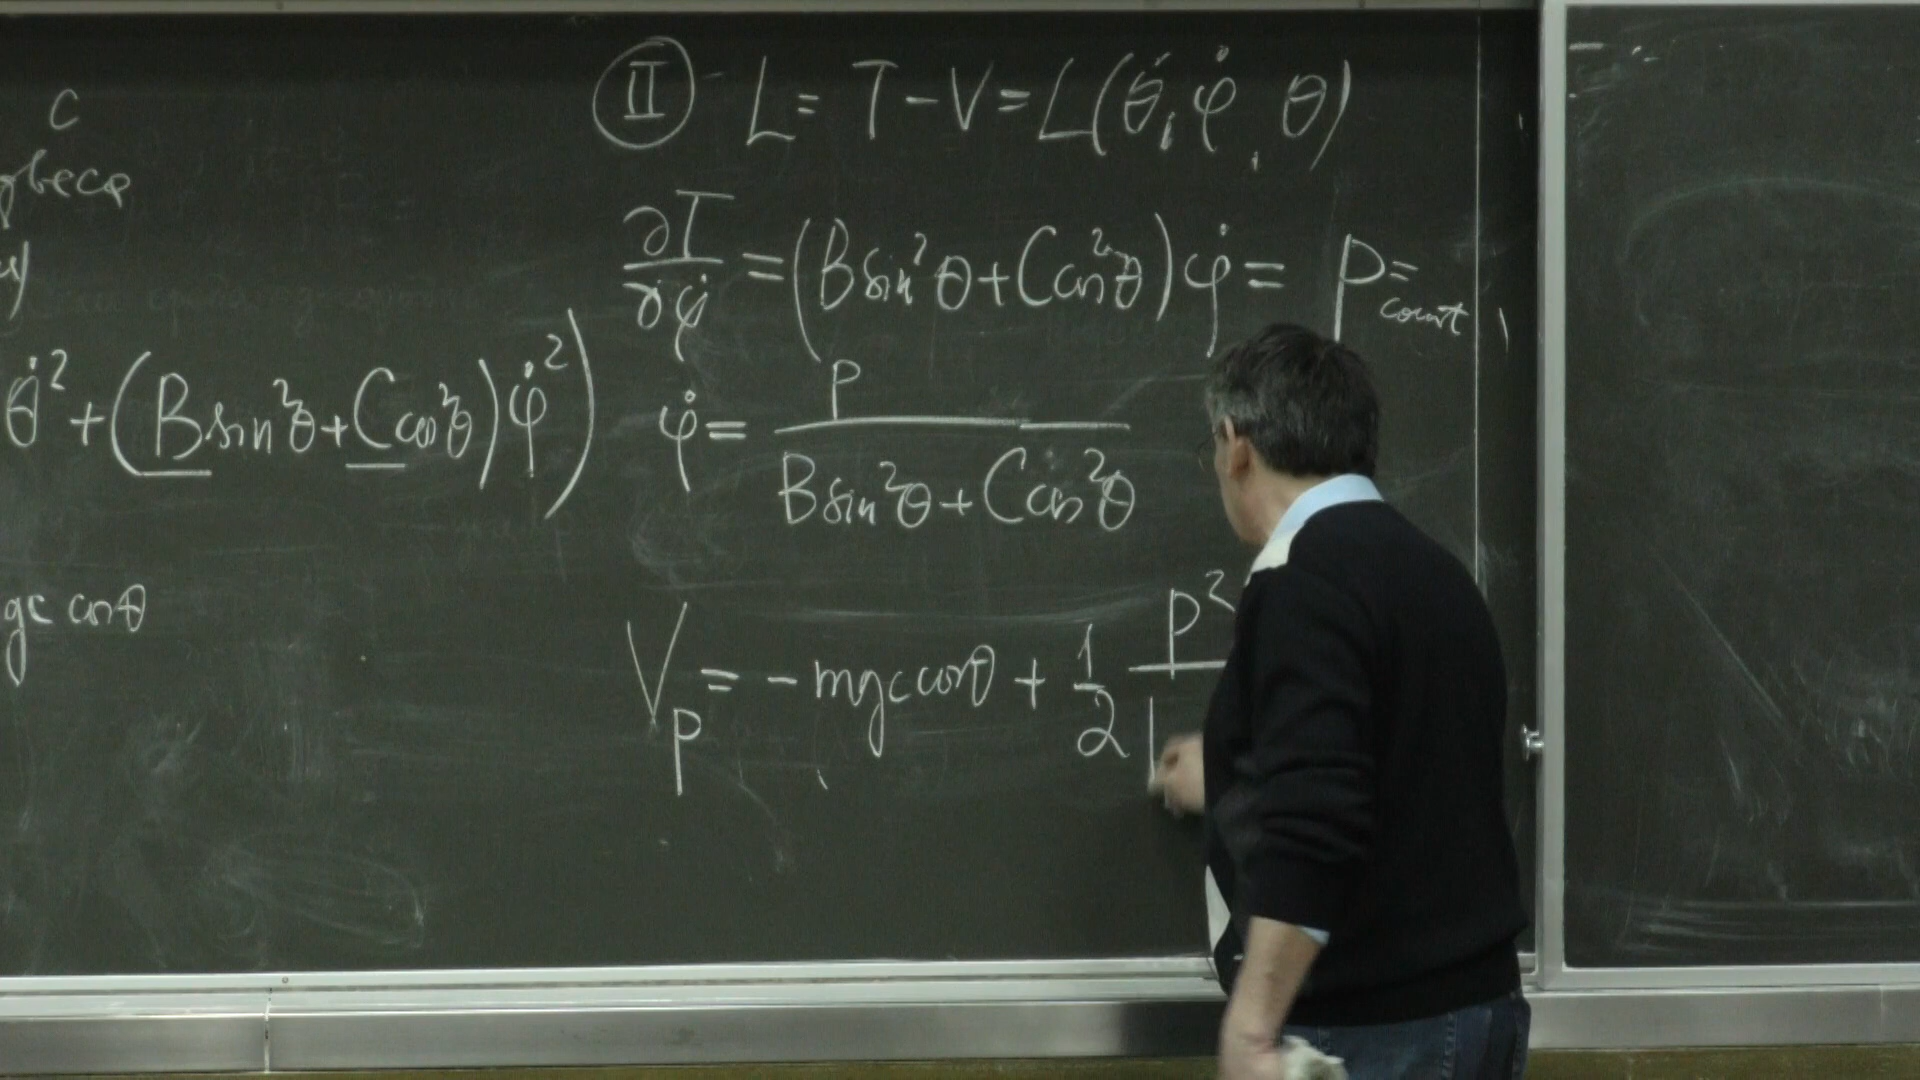 C
y)
θ̇² + (B sin²θ + C cos²θ) φ̇²)
gc cosθ
II L = T - V = L(θ̇, φ̇, θ)
∂T/∂φ̇ = (B sin²θ + C cos²θ) φ̇ = p = const
φ̇ = p / (B sin²θ + C cos²θ)
V_p = - mgc cosθ + 1/2 p²